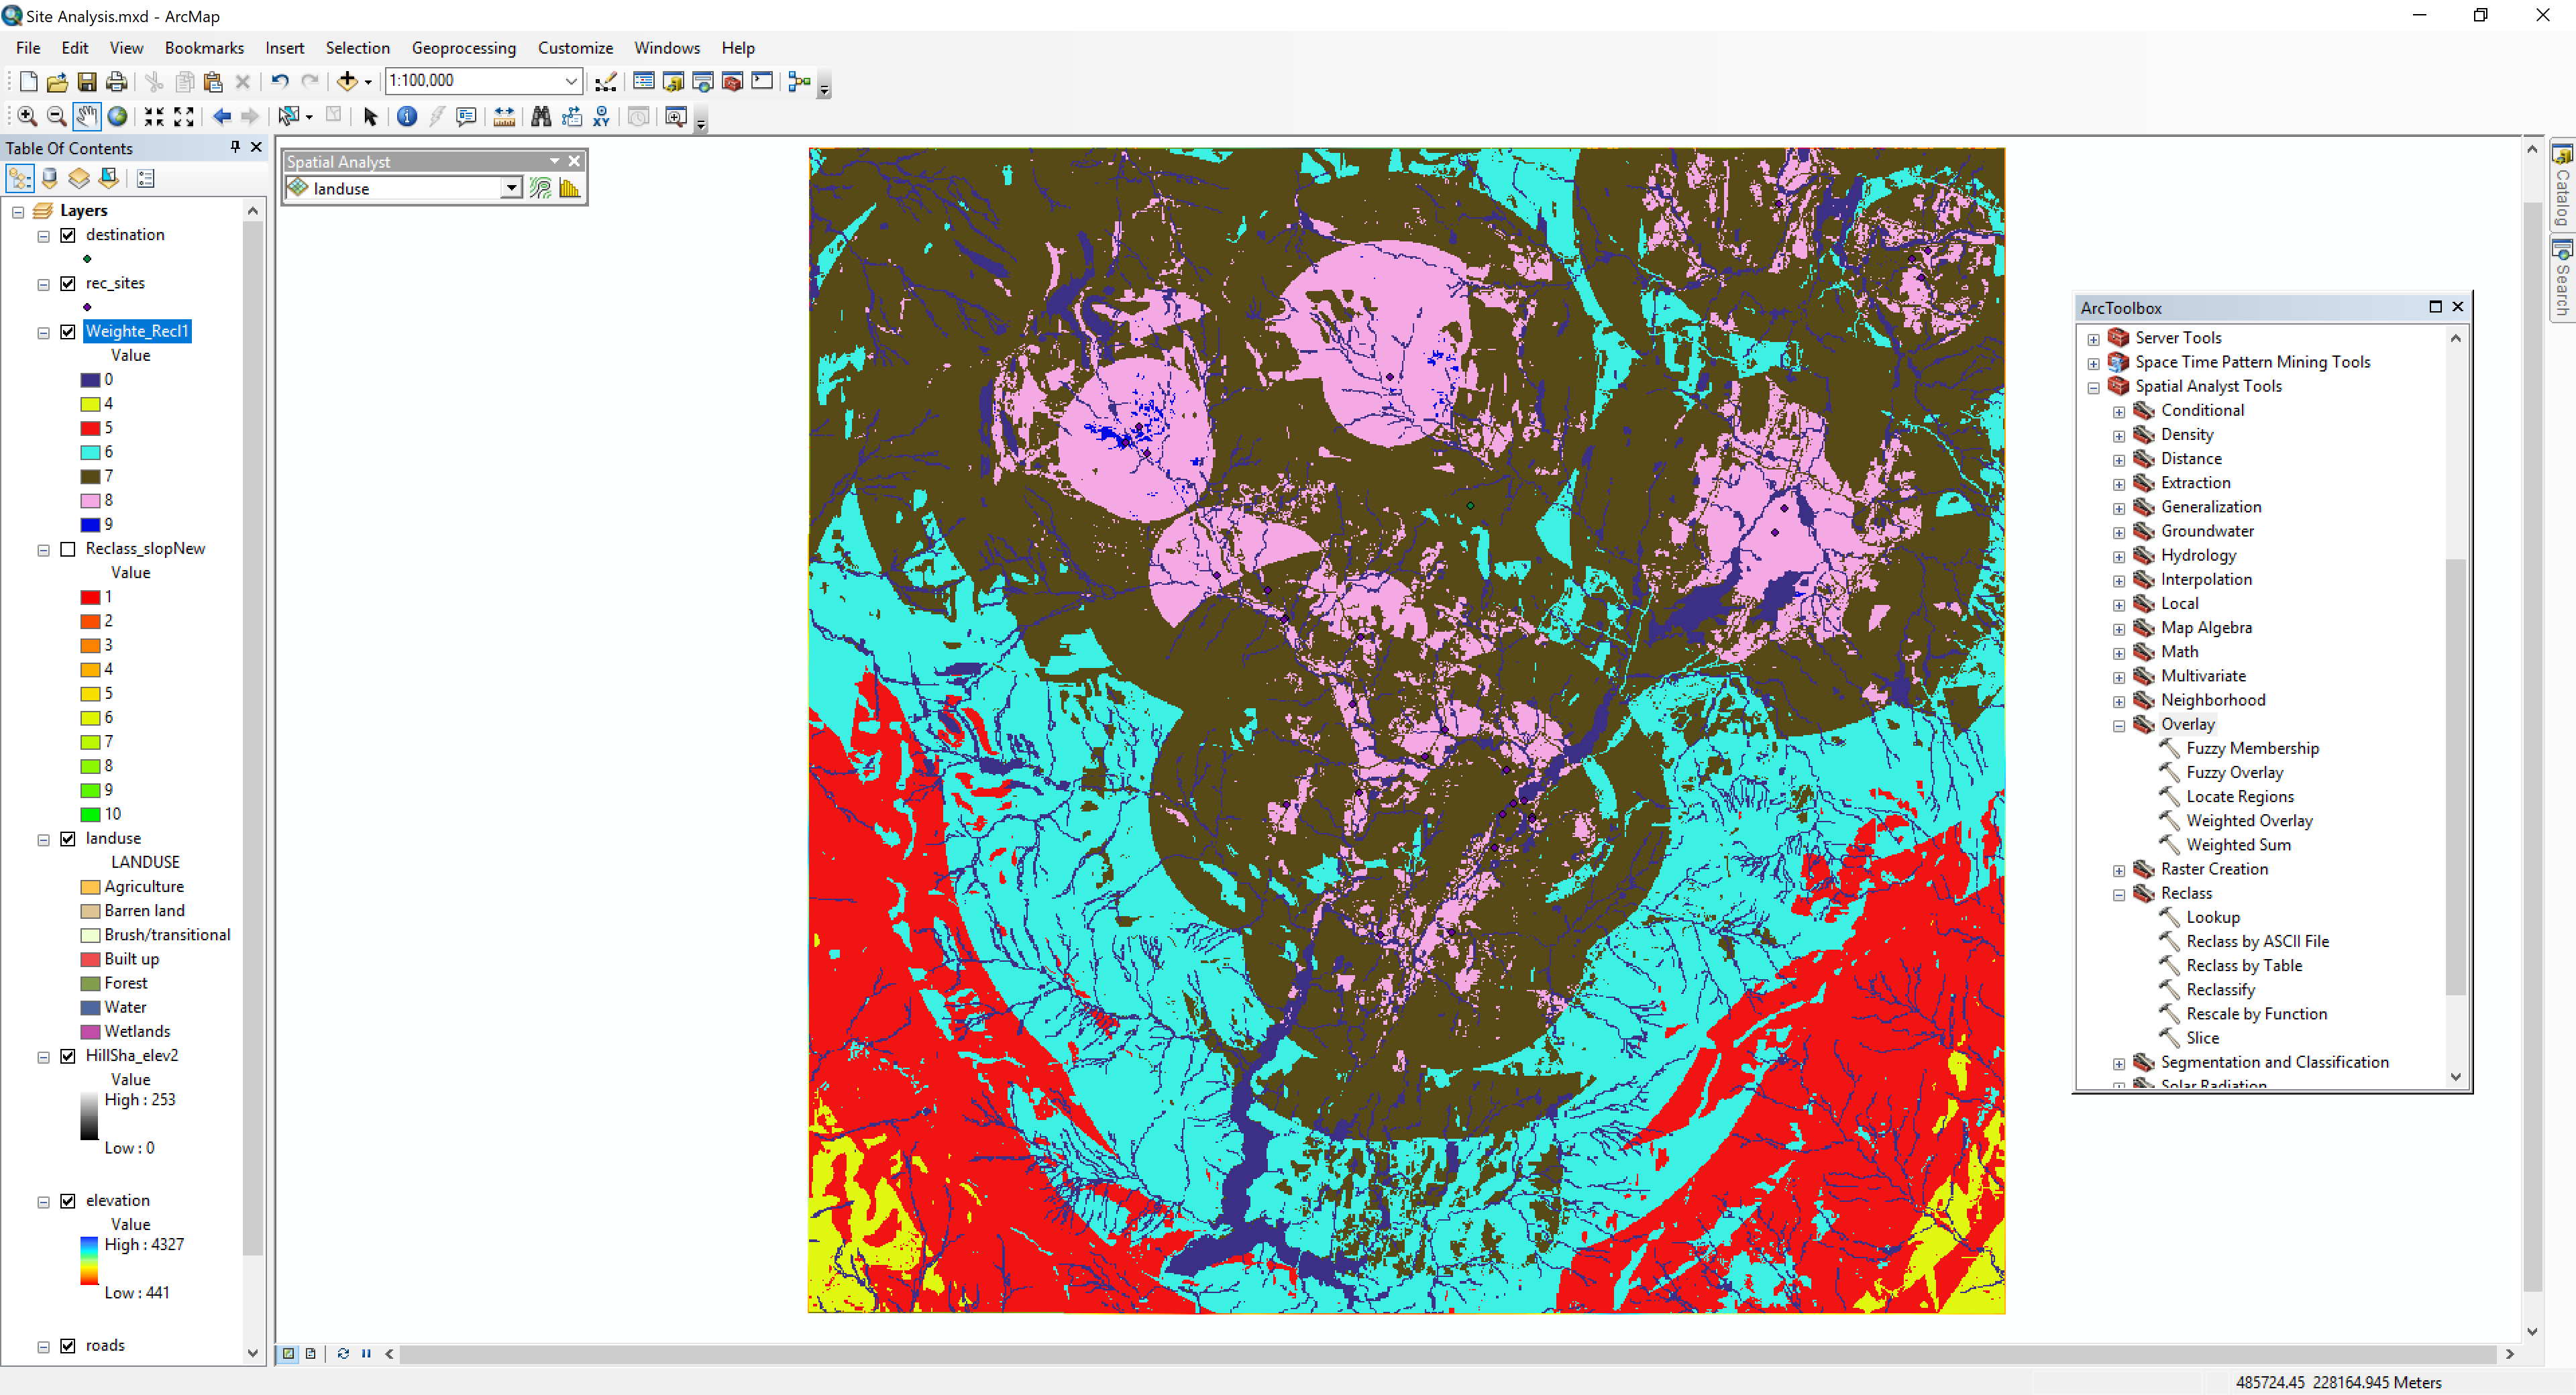 Site Analysis.mxd - ArcMap
File Edit View Bookmarks Insert Selection Geoprocessing Customize Windows Help
1:100,000
XY
Table Of Contents
Layers
destination
rec_sites
Weighte_Recl1
Value
0
4
5
6
7
8
9
Reclass_slopNew
Value
1
2
3
4
5
6
7
8
9
10
landuse
LANDUSE
Agriculture
Barren land
Brush/transitional
Built up
Forest
Water
Wetlands
HillSha_elev2
Value
High : 253
Low : 0
elevation
Value
High : 4327
Low : 441
roads
Spatial Analyst
landuse
ArcToolbox
Server Tools
Space Time Pattern Mining Tools
Spatial Analyst Tools
Conditional
Density
Distance
Extraction
Generalization
Groundwater
Hydrology
Interpolation
Local
Map Algebra
Math
Multivariate
Neighborhood
Overlay
Fuzzy Membership
Fuzzy Overlay
Locate Regions
Weighted Overlay
Weighted Sum
Raster Creation
Reclass
Lookup
Reclass by ASCII File
Reclass by Table
Reclassify
Rescale by Function
Slice
Segmentation and Classification
Solar Radiation
Catalog
Search
485724.45 228164.945 Meters